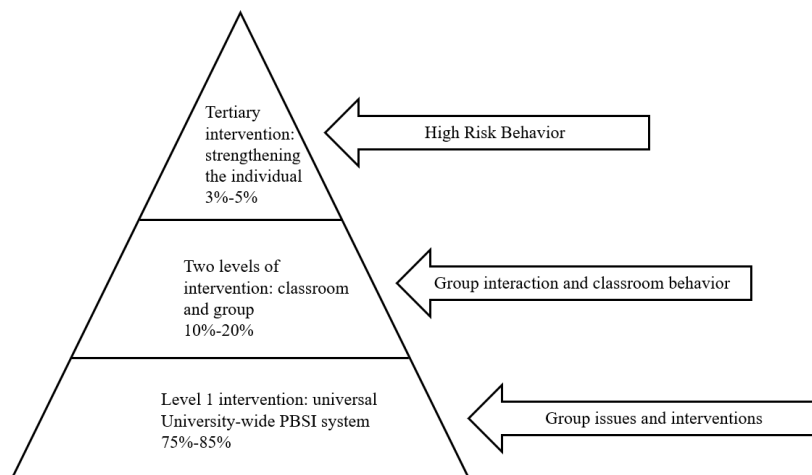 Tertiary
intervention:
strengthening
the individual
3%-5%
High Risk Behavior
Two levels of
intervention: classroom
and group
10%-20%
Group interaction and classroom behavior
Level 1 intervention: universal
University-wide PBSI system
75%-85%
Group issues and interventions